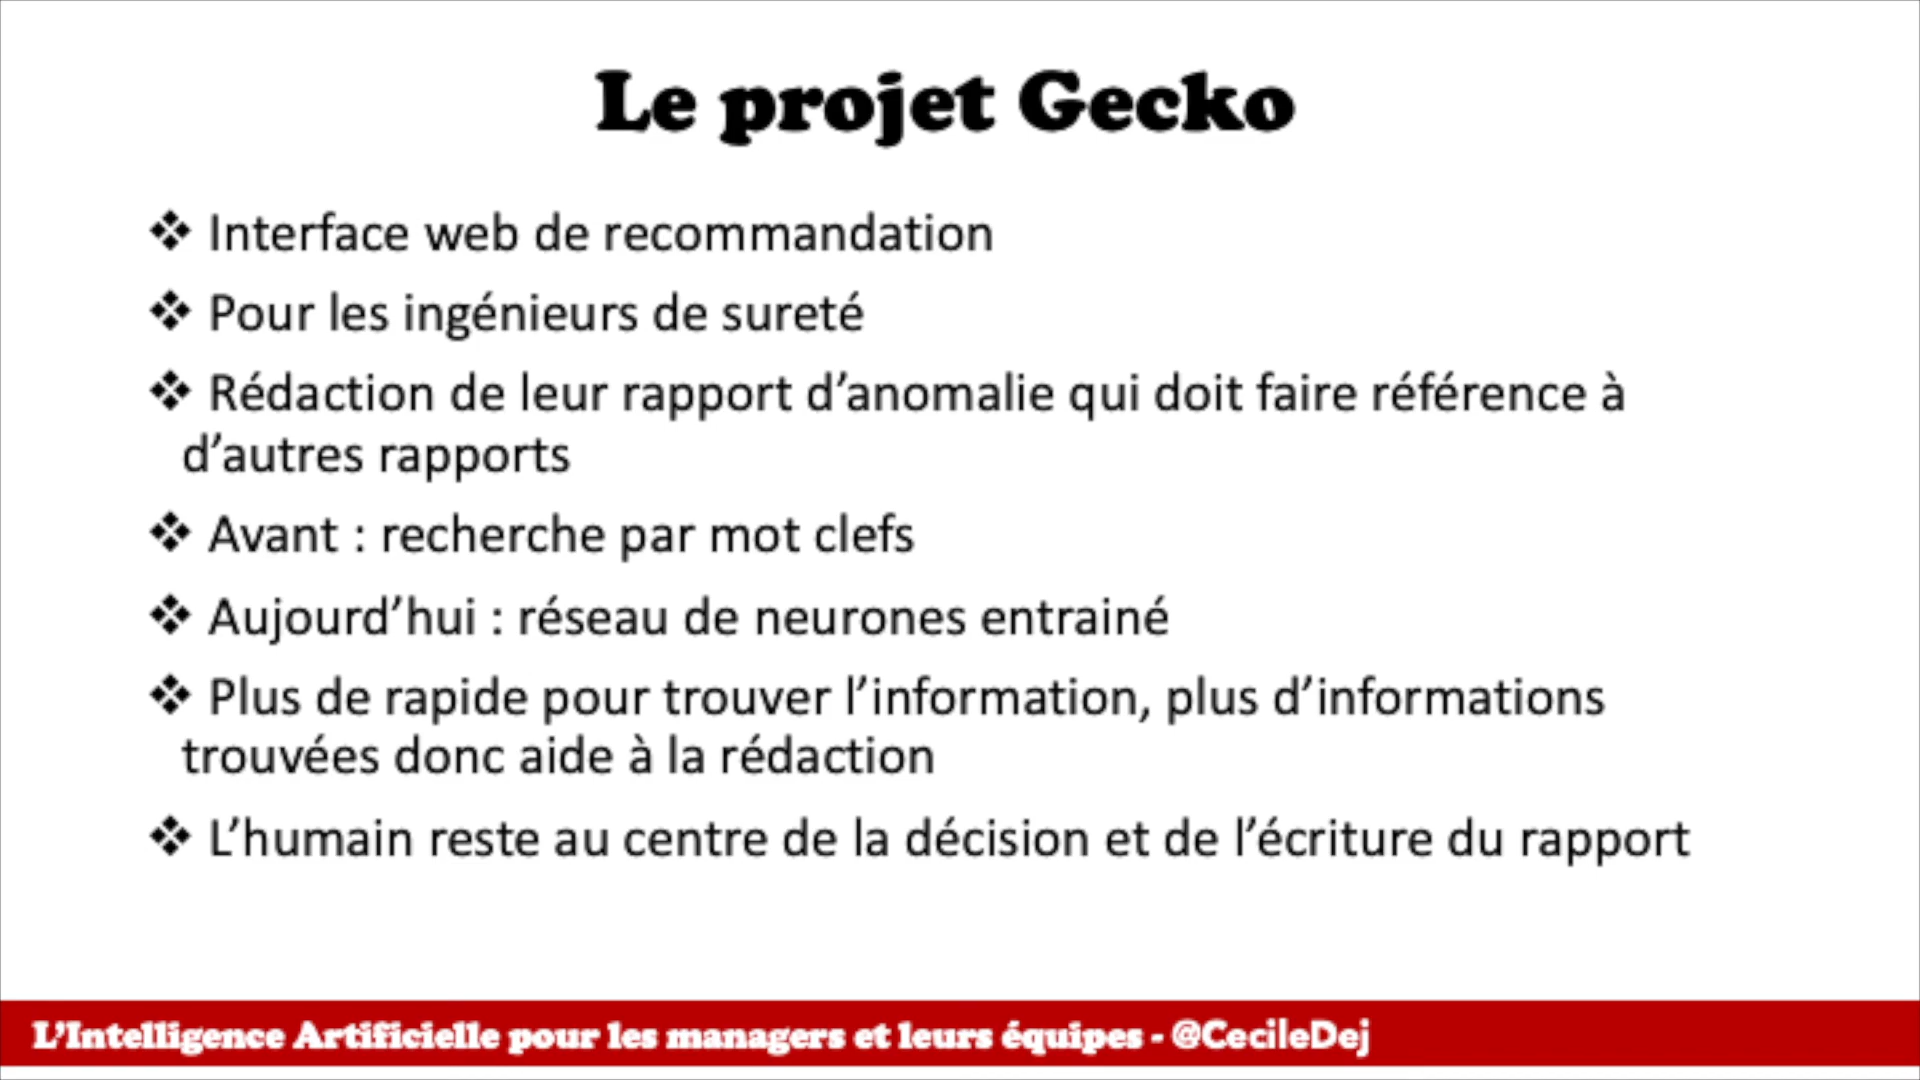 Le projet Gecko
❖ Interface web de recommandation
❖ Pour les ingénieurs de sureté
❖ Rédaction de leur rapport d’anomalie qui doit faire référence à
d’autres rapports
❖ Avant : recherche par mot clefs
❖ Aujourd’hui : réseau de neurones entrainé
❖ Plus de rapide pour trouver l’information, plus d’informations
trouvées donc aide à la rédaction
❖ L’humain reste au centre de la décision et de l’écriture du rapport
L’Intelligence Artificielle pour les managers et leurs équipes - @CecileDej